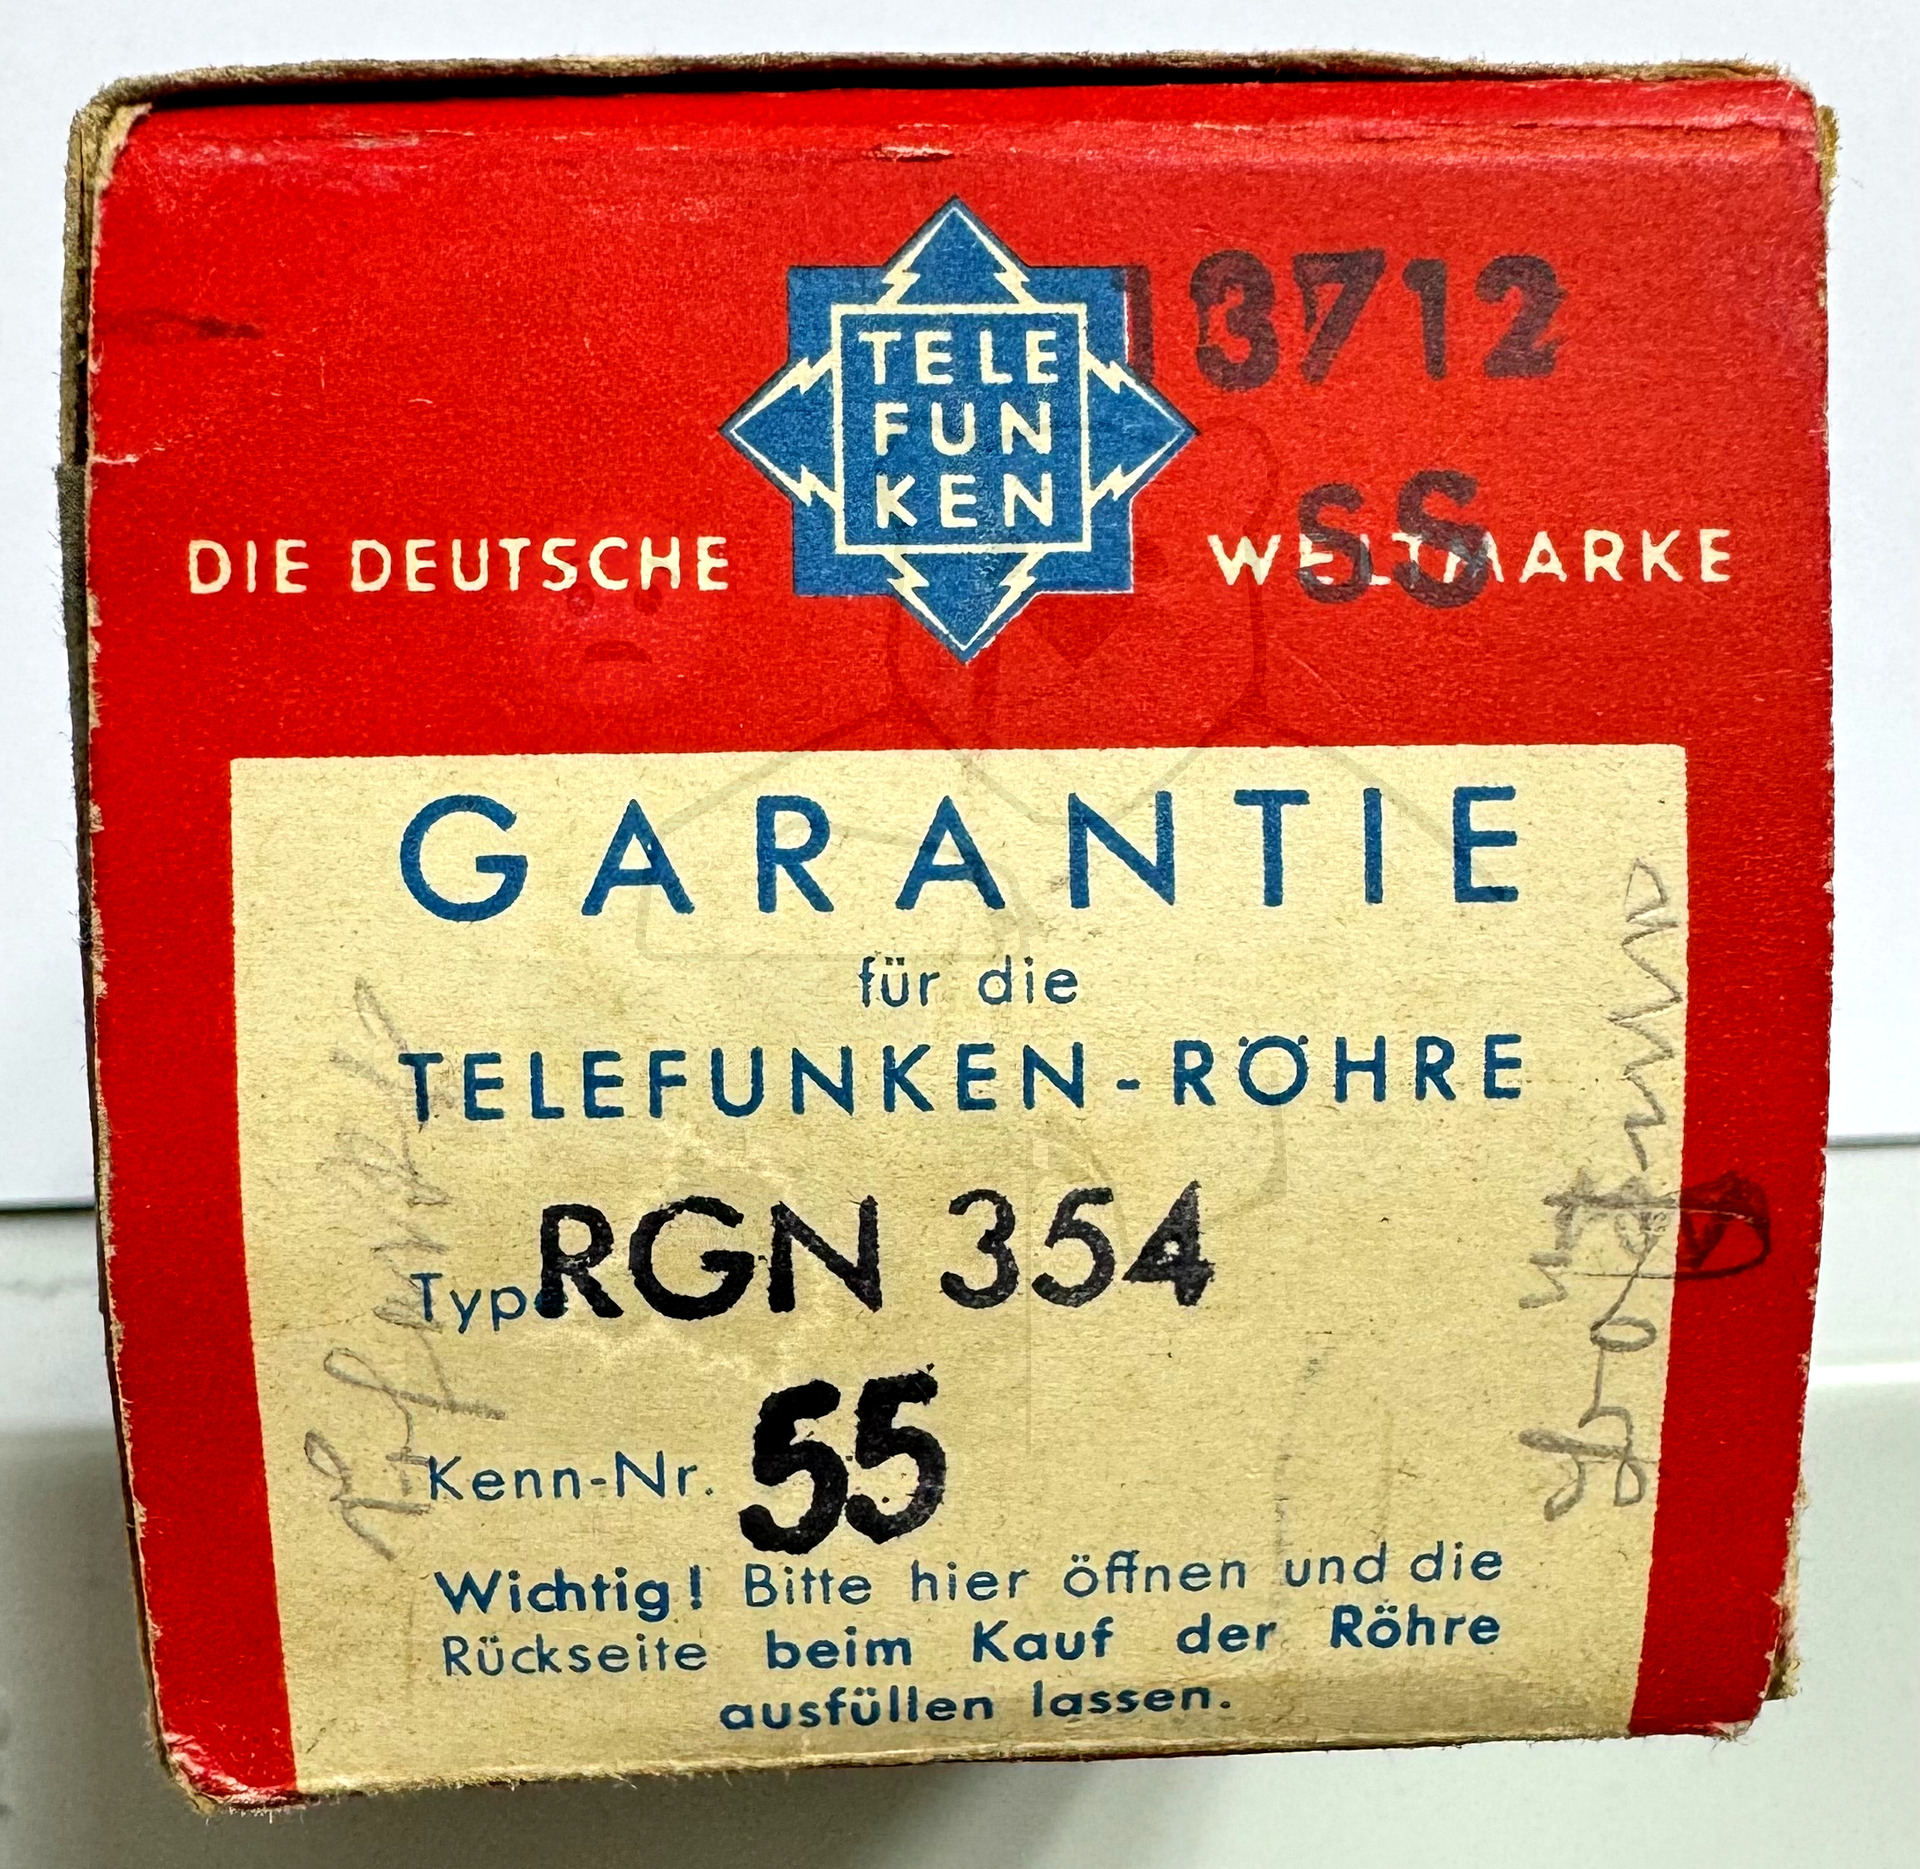 13712
TELE
FUN
KEN
DIE DEUTSCHE WELTMARKE
SS
GARANTIE
für die
TELEFUNKEN-RÖHRE
Type RGN 354
Kenn-Nr. 55
Wichtig! Bitte hier öffnen und die
Rückseite beim Kauf der Röhre
ausfüllen lassen.